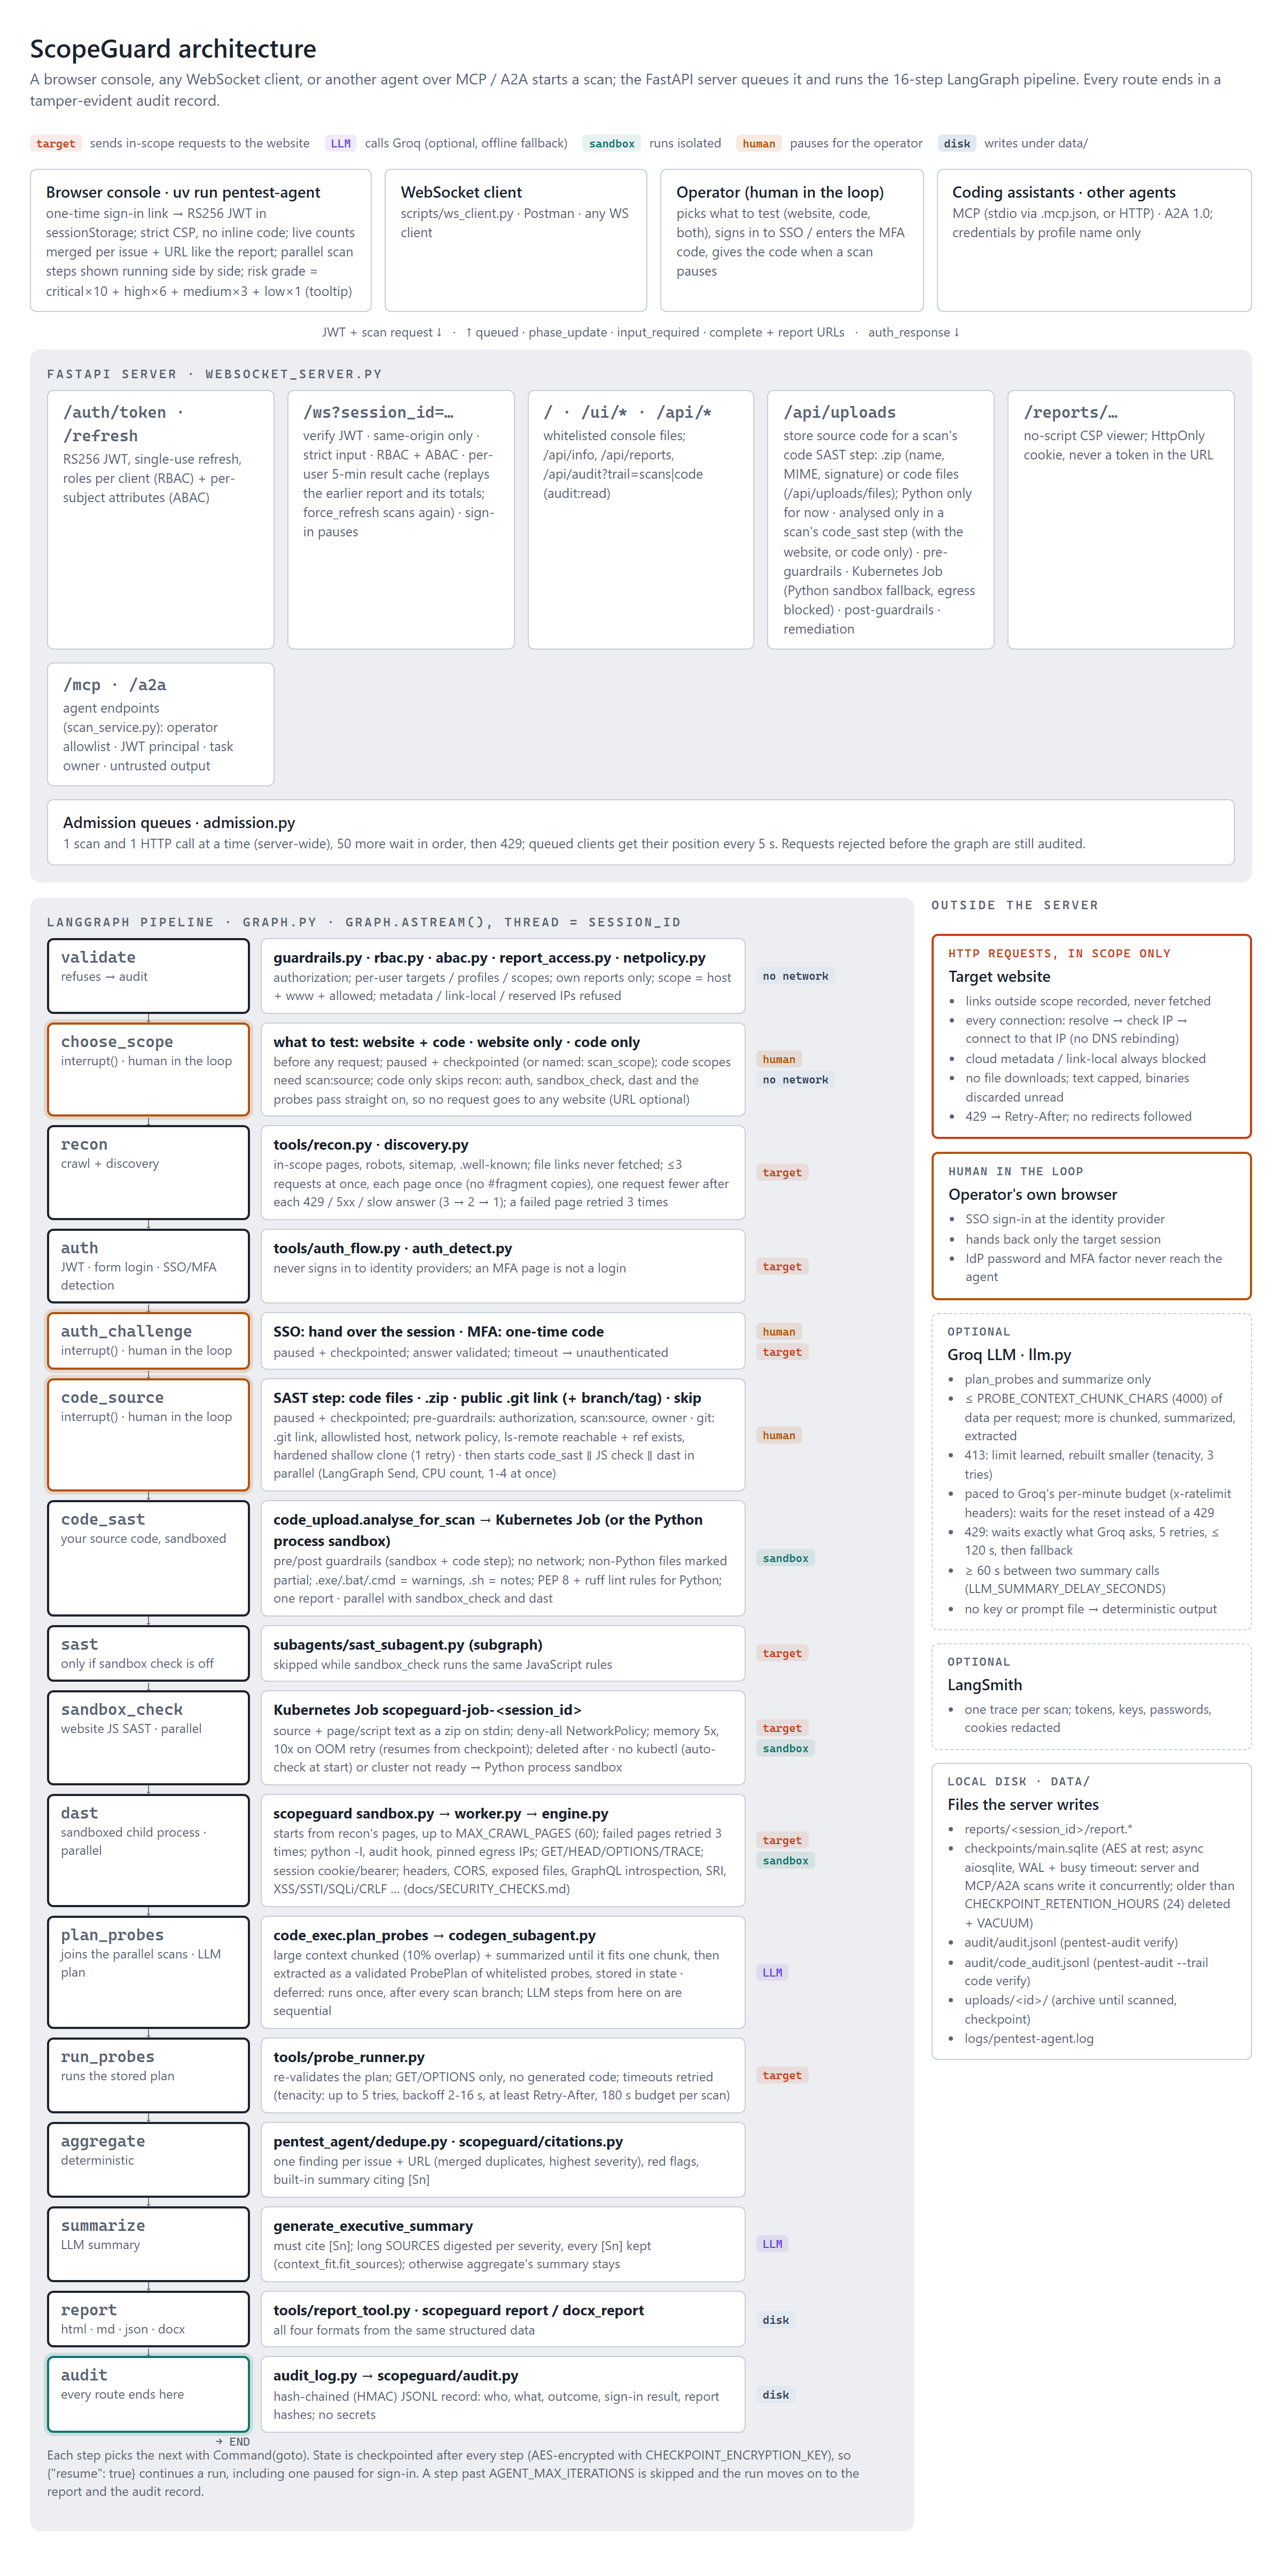 ScopeGuard architecture
A browser console, any WebSocket client, or another agent over MCP / A2A starts a scan; the FastAPI server queues it and runs the 16-step LangGraph pipeline. Every route ends in a
tamper-evident audit record.
target sends in-scope requests to the website LLM calls Groq (optional, offline fallback) sandbox runs isolated human pauses for the operator disk writes under data/
Browser console · uv run pentest-agent
one-time sign-in link → RS256 JWT in
sessionStorage; strict CSP, no inline code; live counts
merged per issue + URL like the report; parallel scan
steps shown running side by side; risk grade =
critical×10 + high×6 + medium×3 + low×1 (tooltip)
WebSocket client
scripts/ws_client.py · Postman · any WS
client
Operator (human in the loop)
picks what to test (website, code,
both), signs in to SSO / enters the MFA
code, gives the code when a scan
pauses
Coding assistants · other agents
MCP (stdio via .mcp.json, or HTTP) · A2A 1.0;
credentials by profile name only
JWT + scan request ↓ · ↑ queued · phase_update · input_required · complete + report URLs · auth_response ↓
FASTAPI SERVER · WEBSOCKET_SERVER.PY
/auth/token ·
/refresh
RS256 JWT, single-use refresh,
roles per client (RBAC) + per-
subject attributes (ABAC)
/ws?session_id=…
verify JWT · same-origin only ·
strict input · RBAC + ABAC · per-
user 5-min result cache (replays
the earlier report and its totals;
force_refresh scans again) · sign-
in pauses
/ · /ui/* · /api/*
whitelisted console files;
/api/info, /api/reports,
/api/audit?trail=scans|code
(audit:read)
/api/uploads
store source code for a scan's
code SAST step: .zip (name,
MIME, signature) or code files
(/api/uploads/files); Python only
for now · analysed only in a
scan's code_sast step (with the
website, or code only) · pre-
guardrails · Kubernetes Job
(Python sandbox fallback, egress
blocked) · post-guardrails ·
remediation
/reports/…
no-script CSP viewer; HttpOnly
cookie, never a token in the URL
/mcp · /a2a
agent endpoints
(scan_service.py): operator
allowlist · JWT principal · task
owner · untrusted output
Admission queues · admission.py
1 scan and 1 HTTP call at a time (server-wide), 50 more wait in order, then 429; queued clients get their position every 5 s. Requests rejected before the graph are still audited.
LANGGRAPH PIPELINE · GRAPH.PY · GRAPH.ASTREAM(), THREAD = SESSION_ID
validate
refuses → audit
guardrails.py · rbac.py · abac.py · report_access.py · netpolicy.py
authorization; per-user targets / profiles / scopes; own reports only; scope = host
+ www + allowed; metadata / link-local / reserved IPs refused
no network
choose_scope
interrupt() · human in the loop
what to test: website + code · website only · code only
before any request; paused + checkpointed (or named: scan_scope); code scopes
need scan:source; code only skips recon: auth, sandbox_check, dast and the
probes pass straight on, so no request goes to any website (URL optional)
human
no network
recon
crawl + discovery
tools/recon.py · discovery.py
in-scope pages, robots, sitemap, .well-known; file links never fetched; ≤3
requests at once, each page once (no #fragment copies), one request fewer after
each 429 / 5xx / slow answer (3 → 2 → 1); a failed page retried 3 times
target
auth
JWT · form login · SSO/MFA
detection
tools/auth_flow.py · auth_detect.py
never signs in to identity providers; an MFA page is not a login
target
auth_challenge
interrupt() · human in the loop
SSO: hand over the session · MFA: one-time code
paused + checkpointed; answer validated; timeout → unauthenticated
human
target
code_source
interrupt() · human in the loop
SAST step: code files · .zip · public .git link (+ branch/tag) · skip
paused + checkpointed; pre-guardrails: authorization, scan:source, owner · git:
.git link, allowlisted host, network policy, ls-remote reachable + ref exists,
hardened shallow clone (1 retry) · then starts code_sast ∥ JS check ∥ dast in
parallel (LangGraph Send, CPU count, 1-4 at once)
human
code_sast
your source code, sandboxed
code_upload.analyse_for_scan → Kubernetes Job (or the Python
process sandbox)
pre/post guardrails (sandbox + code step); no network; non-Python files marked
partial; .exe/.bat/.cmd = warnings, .sh = notes; PEP 8 + ruff lint rules for Python;
one report · parallel with sandbox_check and dast
sandbox
sast
only if sandbox check is off
subagents/sast_subagent.py (subgraph)
skipped while sandbox_check runs the same JavaScript rules
target
sandbox_check
website JS SAST · parallel
Kubernetes Job scopeguard-job-<session_id>
source + page/script text as a zip on stdin; deny-all NetworkPolicy; memory 5x,
10x on OOM retry (resumes from checkpoint); deleted after · no kubectl (auto-
check at start) or cluster not ready → Python process sandbox
target
sandbox
dast
sandboxed child process ·
parallel
scopeguard sandbox.py → worker.py → engine.py
starts from recon's pages, up to MAX_CRAWL_PAGES (60); failed pages retried 3
times; python -I, audit hook, pinned egress IPs; GET/HEAD/OPTIONS/TRACE;
session cookie/bearer; headers, CORS, exposed files, GraphQL introspection, SRI,
XSS/SSTI/SQLi/CRLF … (docs/SECURITY_CHECKS.md)
target
sandbox
plan_probes
joins the parallel scans · LLM
plan
code_exec.plan_probes → codegen_subagent.py
large context chunked (10% overlap) + summarized until it fits one chunk, then
extracted as a validated ProbePlan of whitelisted probes, stored in state ·
deferred: runs once, after every scan branch; LLM steps from here on are
sequential
LLM
run_probes
runs the stored plan
tools/probe_runner.py
re-validates the plan; GET/OPTIONS only, no generated code; timeouts retried
(tenacity: up to 5 tries, backoff 2-16 s, at least Retry-After, 180 s budget per scan)
target
aggregate
deterministic
pentest_agent/dedupe.py · scopeguard/citations.py
one finding per issue + URL (merged duplicates, highest severity), red flags,
built-in summary citing [Sn]
summarize
LLM summary
generate_executive_summary
must cite [Sn]; long SOURCES digested per severity, every [Sn] kept
(context_fit.fit_sources); otherwise aggregate's summary stays
LLM
report
html · md · json · docx
tools/report_tool.py · scopeguard report / docx_report
all four formats from the same structured data
disk
audit
every route ends here
audit_log.py → scopeguard/audit.py
hash-chained (HMAC) JSONL record: who, what, outcome, sign-in result, report
hashes; no secrets
disk
→ END
Each step picks the next with Command(goto). State is checkpointed after every step (AES-encrypted with CHECKPOINT_ENCRYPTION_KEY), so
{"resume": true} continues a run, including one paused for sign-in. A step past AGENT_MAX_ITERATIONS is skipped and the run moves on to the
report and the audit record.
OUTSIDE THE SERVER
HTTP REQUESTS, IN SCOPE ONLY
Target website
• links outside scope recorded, never fetched
• every connection: resolve → check IP →
connect to that IP (no DNS rebinding)
• cloud metadata / link-local always blocked
• no file downloads; text capped, binaries
discarded unread
• 429 → Retry-After; no redirects followed
HUMAN IN THE LOOP
Operator's own browser
• SSO sign-in at the identity provider
• hands back only the target session
• IdP password and MFA factor never reach the
agent
OPTIONAL
Groq LLM · llm.py
• plan_probes and summarize only
• ≤ PROBE_CONTEXT_CHUNK_CHARS (4000) of
data per request; more is chunked, summarized,
extracted
• 413: limit learned, rebuilt smaller (tenacity, 3
tries)
• paced to Groq's per-minute budget (x-ratelimit
headers): waits for the reset instead of a 429
• 429: waits exactly what Groq asks, 5 retries, ≤
120 s, then fallback
• ≥ 60 s between two summary calls
(LLM_SUMMARY_DELAY_SECONDS)
• no key or prompt file → deterministic output
OPTIONAL
LangSmith
• one trace per scan; tokens, keys, passwords,
cookies redacted
LOCAL DISK · DATA/
Files the server writes
• reports/<session_id>/report.*
• checkpoints/main.sqlite (AES at rest; async
aiosqlite, WAL + busy timeout: server and
MCP/A2A scans write it concurrently; older than
CHECKPOINT_RETENTION_HOURS (24) deleted
+ VACUUM)
• audit/audit.jsonl (pentest-audit verify)
• audit/code_audit.jsonl (pentest-audit --trail
code verify)
• uploads/<id>/ (archive until scanned,
checkpoint)
• logs/pentest-agent.log